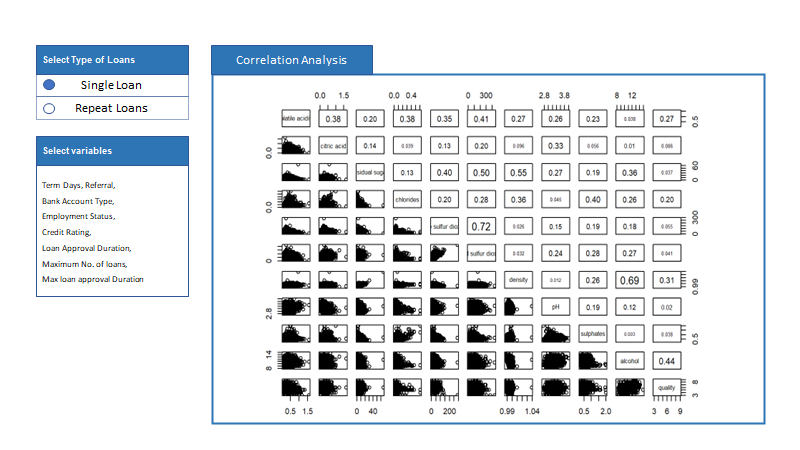 Select Type of Loans
Single Loan
Repeat Loans
Select variables
Term Days, Referral,
Bank Account Type,
Employment Status,
Credit Rating,
Loan Approval Duration,
Maximum No. of loans,
Max loan approval Duration
Correlation Analysis
0.0 1.5 0.0 0.4 0 300 2.8 3.8 8 12
latile acidi 0.38 0.20 0.38 0.35 0.41 0.27 0.26 0.23 0.038 0.27 0.5
0.0 citric acid 0.14 0.039 0.13 0.20 0.096 0.33 0.056 0.01 0.086
sidual suga 0.13 0.40 0.50 0.55 0.27 0.19 0.36 0.037 0 60
0.0 chlorides 0.20 0.28 0.36 0.045 0.40 0.26 0.20
sulfur dio 0.72 0.026 0.15 0.19 0.18 0.055 0 300
0 l sulfur dio 0.032 0.24 0.28 0.27 0.041
density 0.012 0.26 0.69 0.31 0.99
2.8 pH 0.19 0.12 0.02
sulphates 0.003 0.038 0.5
8 14 alcohol 0.44
quality 3 8
0.5 1.5 0 40 0 200 0.99 1.04 0.5 2.0 3 6 9